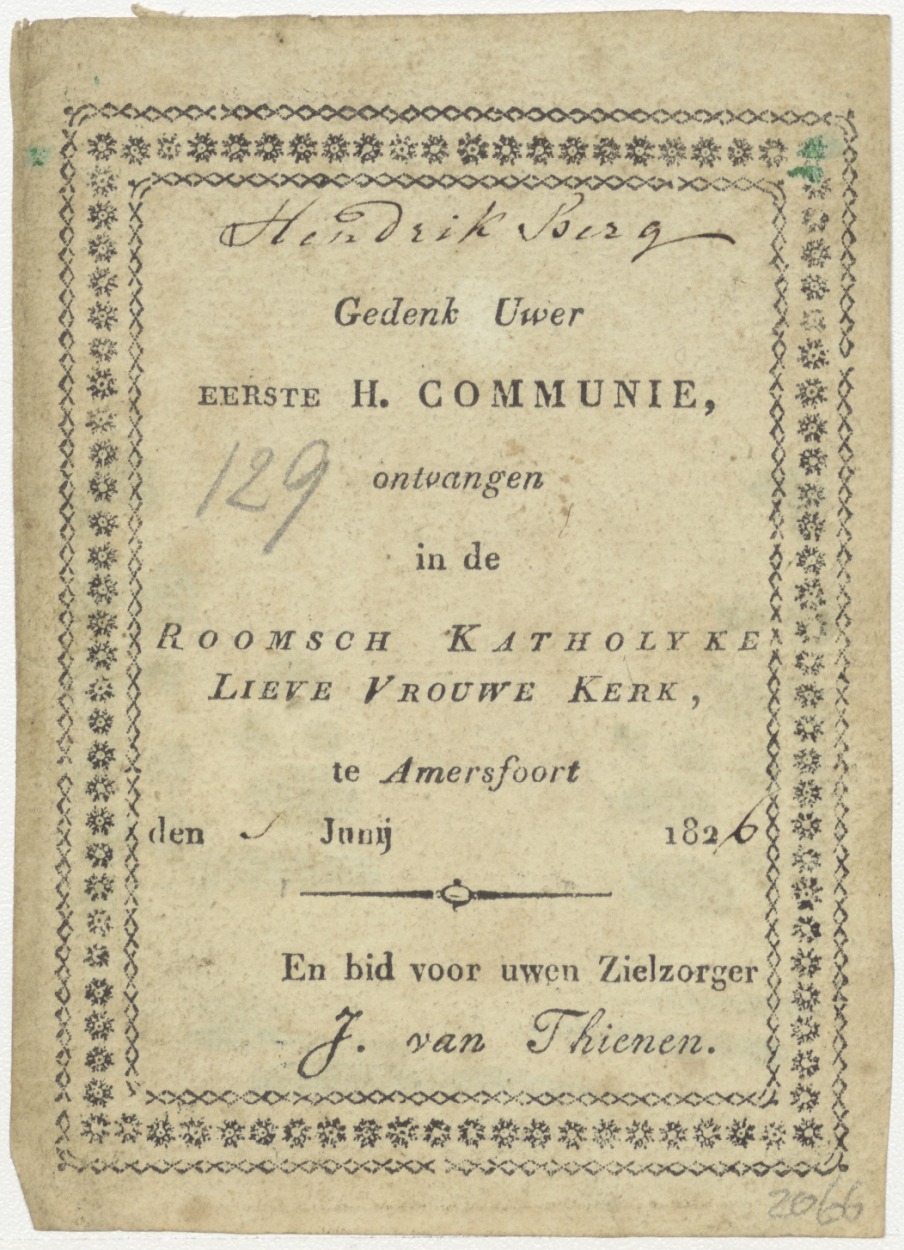 Hendrik Berg
Gedenk Uwer
EERSTE H. COMMUNIE,
129
ontvangen
in de
ROOMSCH KATHOLYKE
LIEVE VROUWE KERK,
te Amersfoort
den Junij 1826
En bid voor uwen Zielzorger
J. van Thienen.
2066